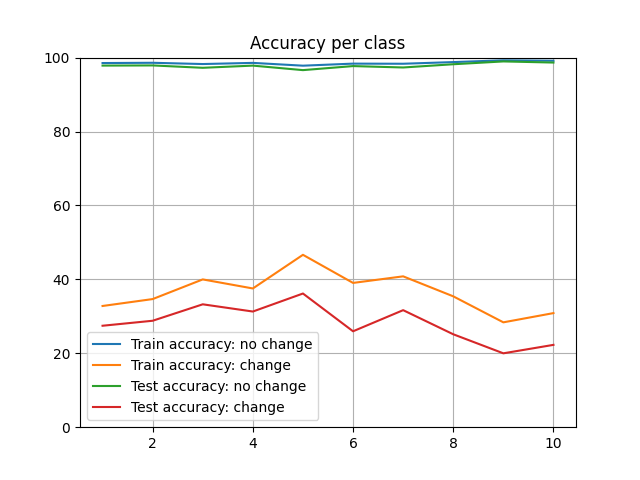 Accuracy per class
100
80
60
40
20
0
Train accuracy: no change
Train accuracy: change
Test accuracy: no change
Test accuracy: change
2 4 6 8 10